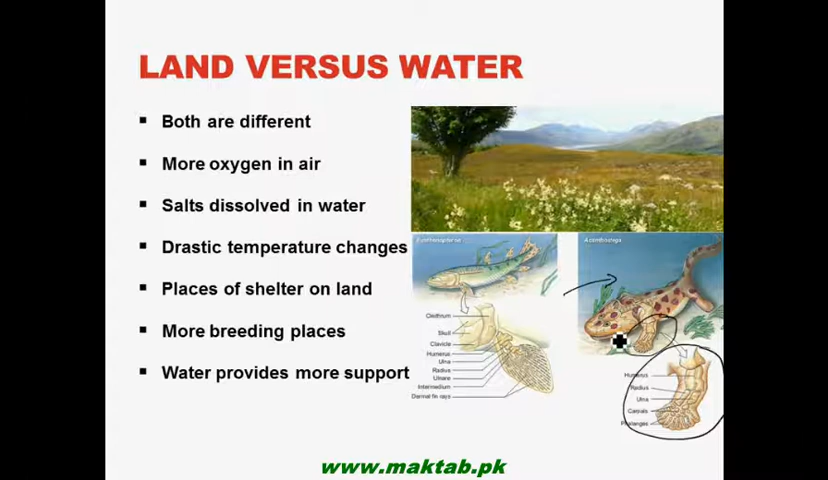 LAND VERSUS WATER
Both are different
More oxygen in air
Salts dissolved in water
Drastic temperature changes
Places of shelter on land
More breeding places
Water provides more support
Eusthenopteron
Cleithrum
Skull
Clavicle
Humerus
Ulna
Radius
Ulnare
Intermedium
Dermal fin rays
Acanthostega
Humerus
Radius
Ulna
Carpals
Phalanges
www.maktab.pk